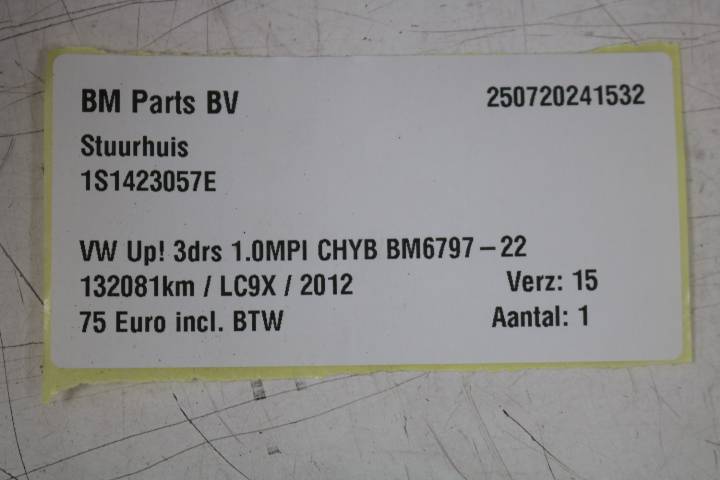 BM Parts BV 250720241532
Stuurhuis
1S1423057E
VW Up! 3drs 1.0MPI CHYB BM6797-22
132081km / LC9X / 2012 Verz: 15
75 Euro incl. BTW Aantal: 1